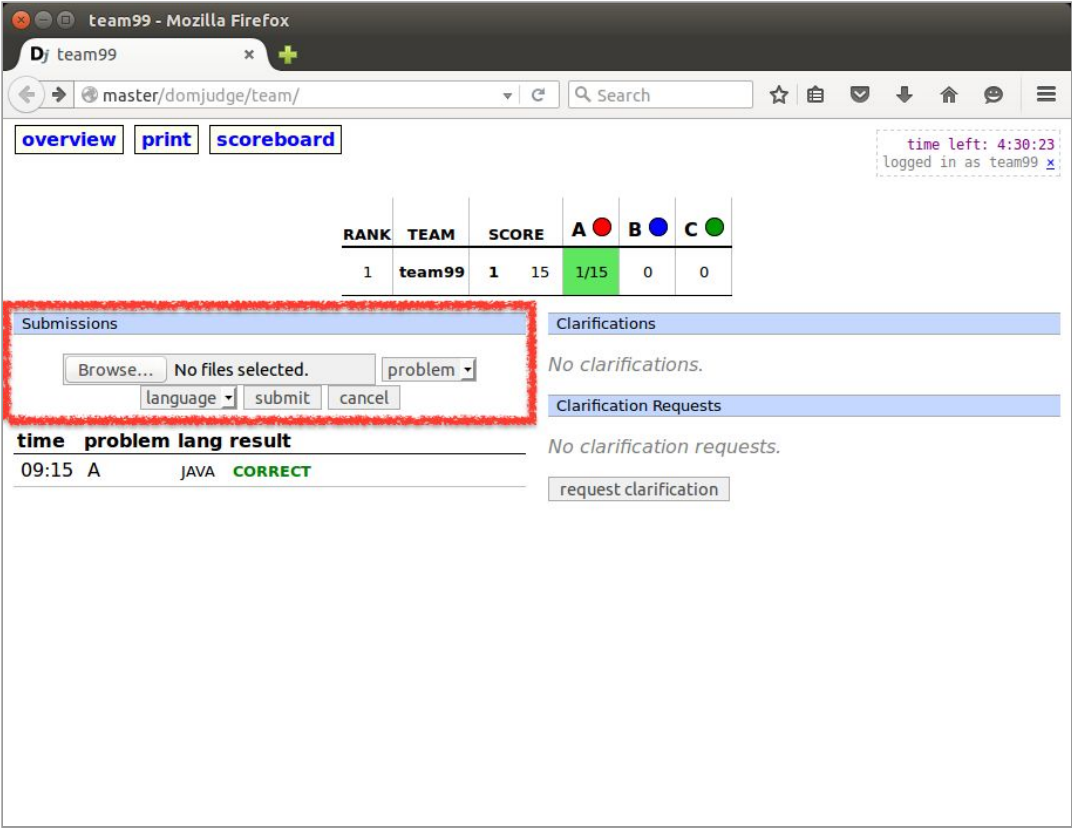 team99 - Mozilla Firefox
Dj team99 ×
master/domjudge/team/ Search
overview print scoreboard
time left: 4:30:23
logged in as team99 ×
RANK TEAM SCORE A B C
1 team99 1 15 1/15 0 0
Submissions
Browse... No files selected. problem
language submit cancel
time problem lang result
09:15 A JAVA CORRECT
Clarifications
No clarifications.
Clarification Requests
No clarification requests.
request clarification